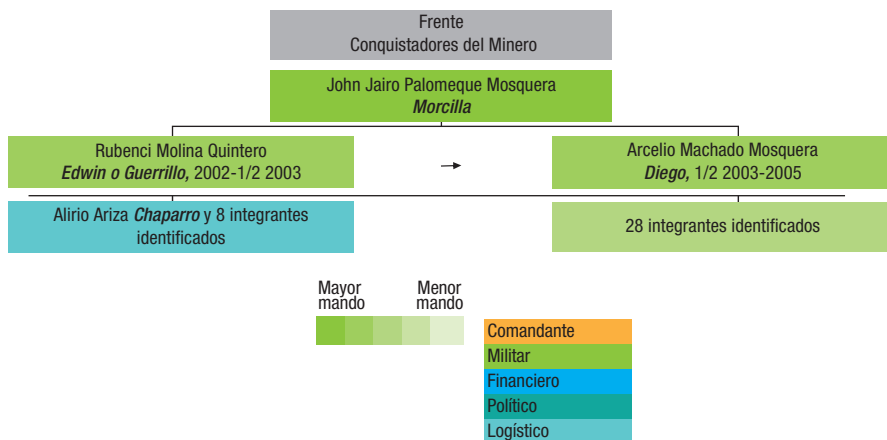 Frente
Conquistadores del Minero
John Jairo Palomeque Mosquera
Morcilla
Rubenci Molina Quintero
Edwin o Guerrillo, 2002-1/2 2003
Arcelio Machado Mosquera
Diego, 1/2 2003-2005
Alirio Ariza Chaparro y 8 integrantes
identificados
28 integrantes identificados
Mayor
mando
Menor
mando
Comandante
Militar
Financiero
Político
Logístico